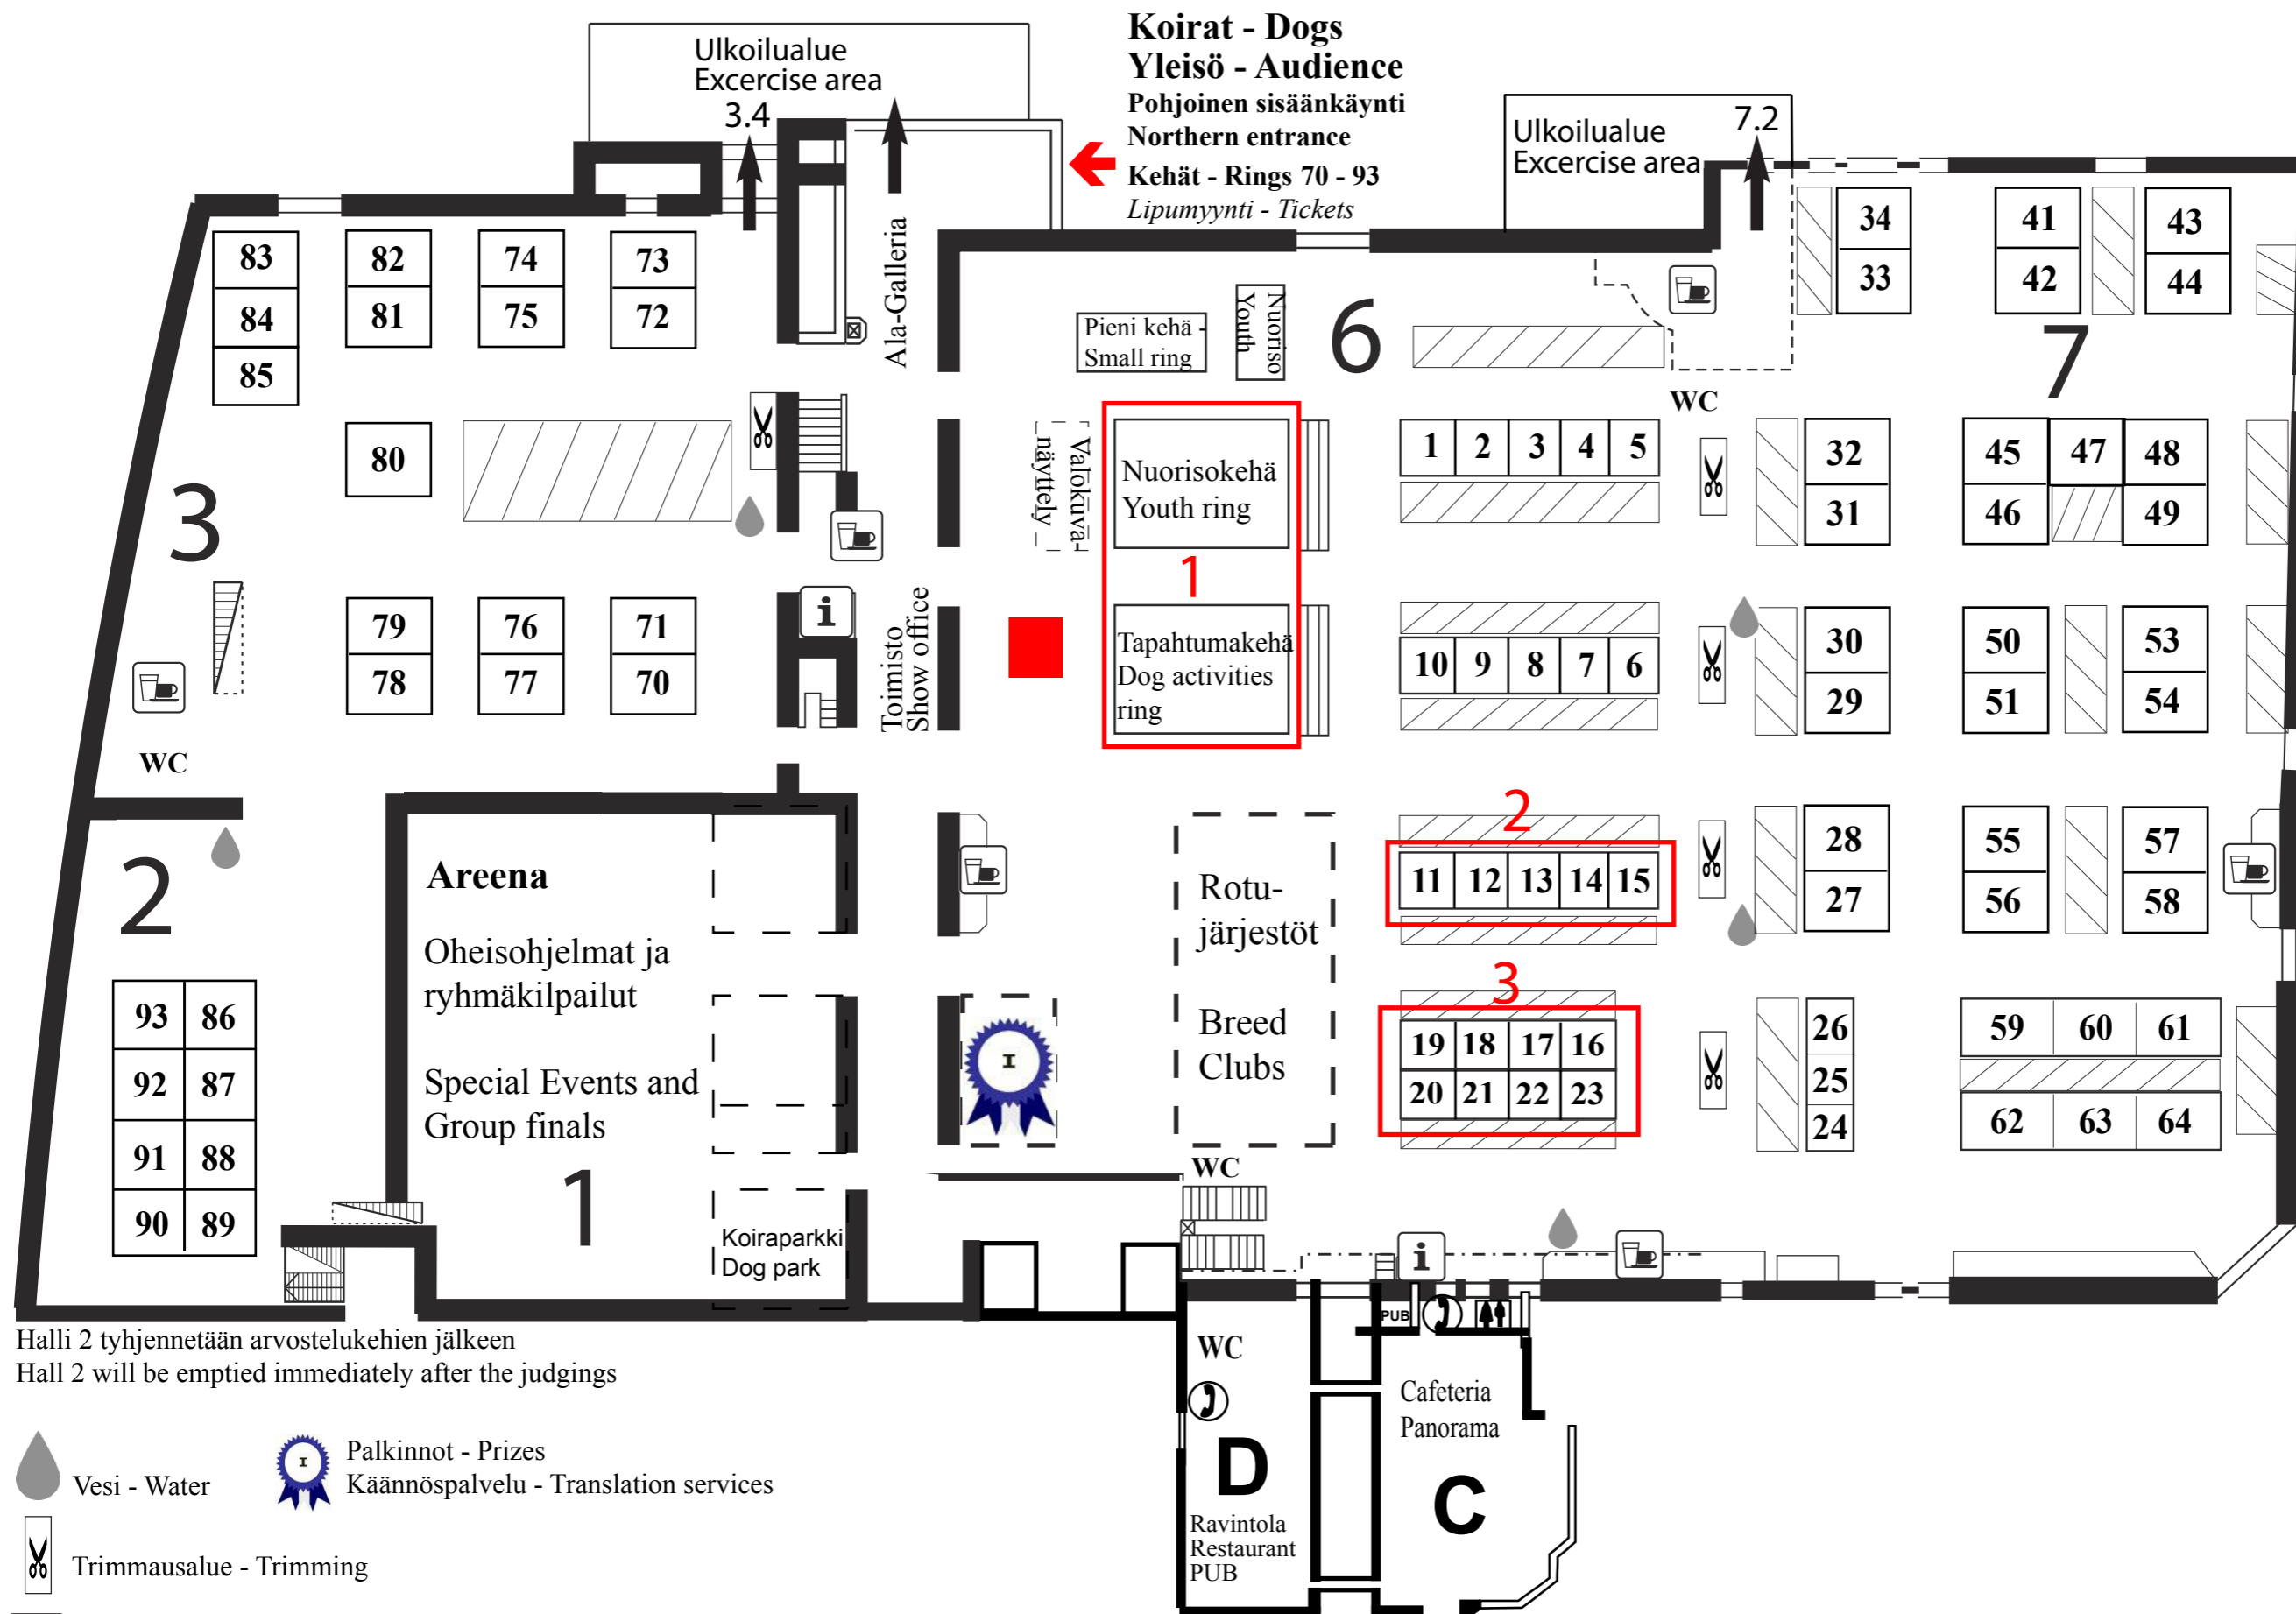 Koirat - Dogs
Yleisö - Audience
Pohjoinen sisäänkäynti
Northern entrance
Kehät - Rings 70 - 93
Lipumyynti - Tickets
Ulkoilualue
Excercise area
3.4
Ulkoilualue
Excercise area
7.2
Ala-Galleria
83
84
85
82
81
74
75
73
72
80
3
79
78
76
77
71
70
WC
i
Toimisto
Show office
Pieni kehä -
Small ring
Nuoriso
Youth
6
Valokuva-
näyttely
Nuorisokehä
Youth ring
1
Tapahtumakehä
Dog activities
ring
1 2 3 4 5
10 9 8 7 6
2
11 12 13 14 15
3
19 18 17 16
20 21 22 23
WC
34
33
41
42
43
44
7
32
31
45 47 48
46 49
30
29
50
51
53
54
28
27
55
56
57
58
26
25
24
59 60 61
62 63 64
2
93 86
92 87
91 88
90 89
Areena
Oheisohjelmat ja
ryhmäkilpailut
Special Events and
Group finals
1
Koiraparkki
Dog park
I
Rotu-
järjestöt
Breed
Clubs
WC
i
PUB
WC
D
Ravintola
Restaurant
PUB
Cafeteria
Panorama
C
Halli 2 tyhjennetään arvostelukehien jälkeen
Hall 2 will be emptied immediately after the judgings
Vesi - Water
I
Palkinnot - Prizes
Käännöspalvelu - Translation services
Trimmausalue - Trimming